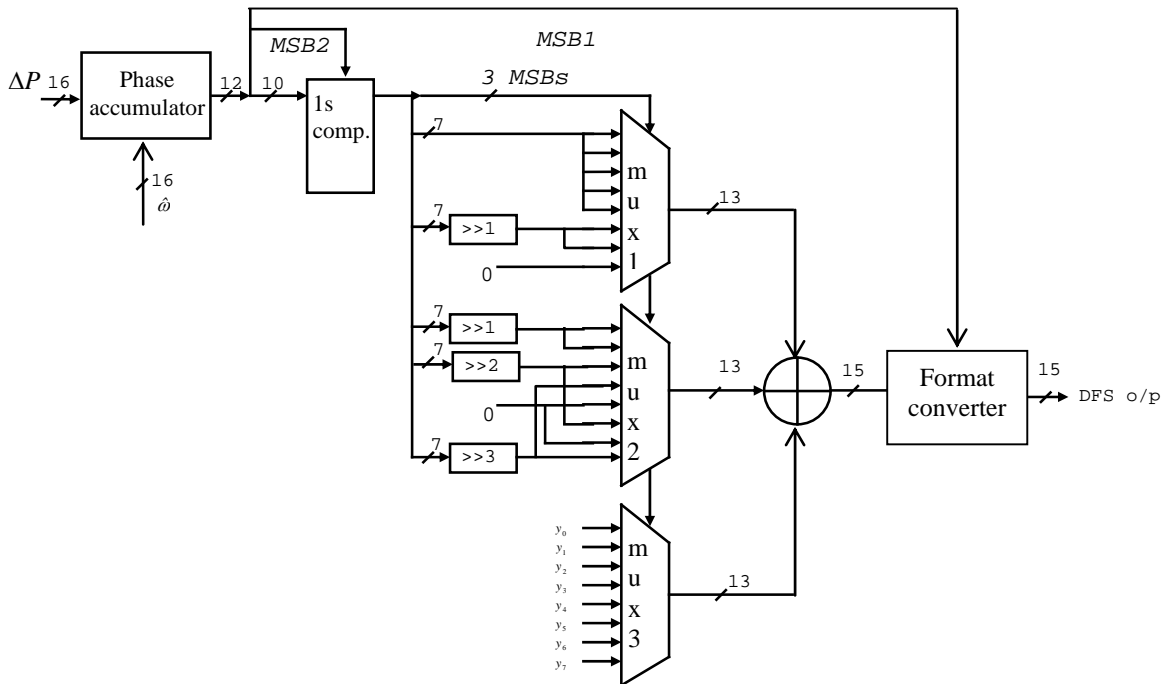 MSB2
MSB1
ΔP 16
Phase
accumulator
12
10
1s
comp.
3 MSBs
16
ω̂
7
7
>>1
0
m
u
x
1
13
7
>>1
7
>>2
0
7
>>3
m
u
x
2
13
15
Format
converter
15
DFS o/p
y₀
y₁
y₂
y₃
y₄
y₅
y₆
y₇
m
u
x
3
13